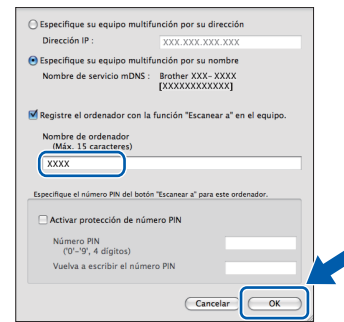 Especifique su equipo multifunción por su dirección
Dirección IP : XXX.XXX.XXX.XXX
Especifique su equipo multifunción por su nombre
Nombre de servicio mDNS : Brother XXX- XXXX
[XXXXXXXXXXXX]
Registre el ordenador con la función "Escanear a" en el equipo.
Nombre de ordenador
(Máx. 15 caracteres)
XXXX
Especifique el número PIN del botón "Escanear a" para este ordenador.
Activar protección de número PIN
Número PIN
('0'-'9', 4 dígitos)
Vuelva a escribir el número PIN
Cancelar OK